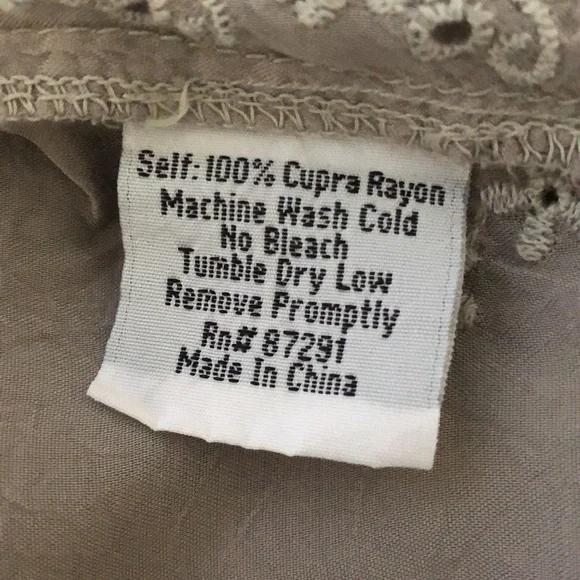 Self: 100% Cupra Rayon
Machine Wash Cold
No Bleach
Tumble Dry Low
Remove Promptly
Rn# 87291
Made In China